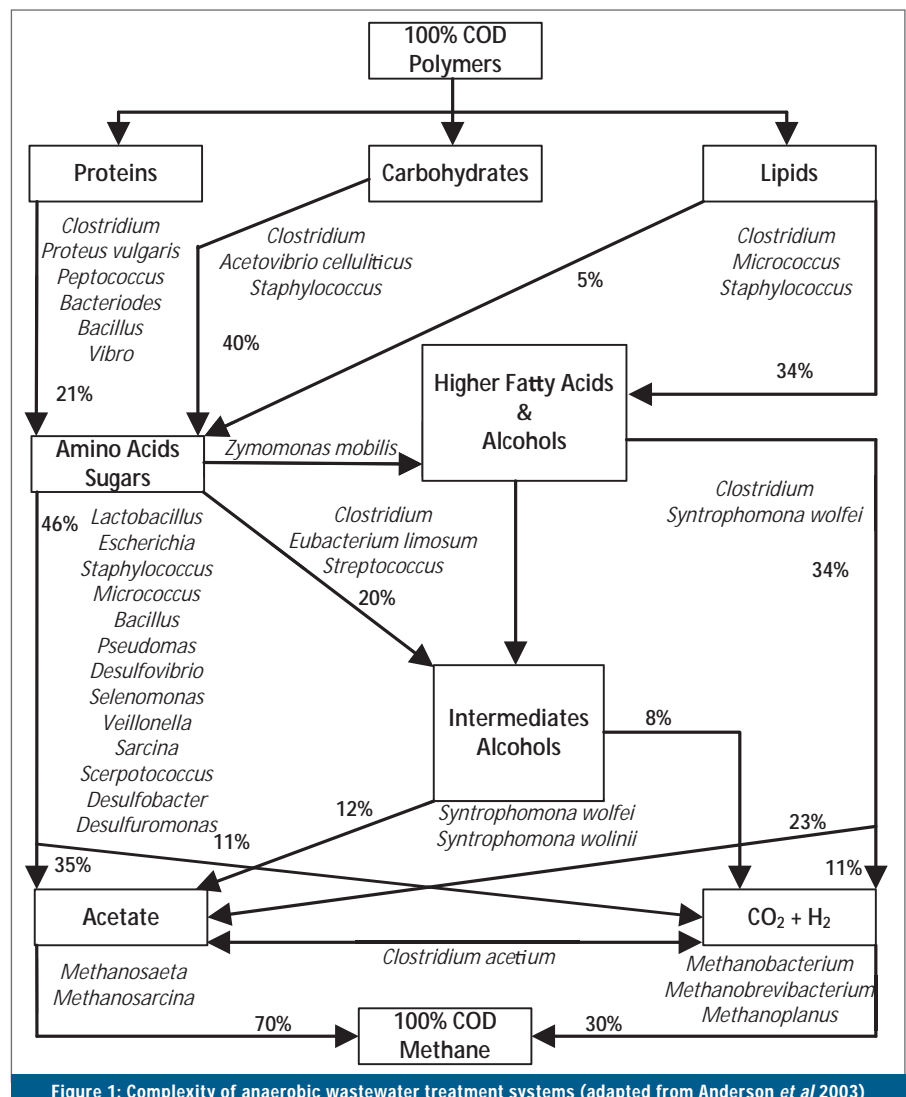 100% COD
Polymers
Proteins
Carbohydrates
Lipids
Clostridium
Proteus vulgaris
Peptococcus
Bacteriodes
Bacillus
Vibro
Clostridium
Acetovibrio celluliticus
Staphylococcus
Clostridium
Micrococcus
Staphylococcus
5%
40%
21%
34%
Higher Fatty Acids
&
Alcohols
Amino Acids
Sugars
Zymomonas mobilis
Clostridium
Syntrophomona wolfei
34%
46%
Lactobacillus
Escherichia
Staphylococcus
Micrococcus
Bacillus
Pseudomas
Desulfovibrio
Selenomonas
Veillonella
Sarcina
Scerpotococcus
Desulfobacter
Desulfuromonas
Clostridium
Eubacterium limosum
Streptococcus
20%
Intermediates
Alcohols
8%
12%
Syntrophomona wolfei
Syntrophomona wolinii
23%
11%
35%
11%
Acetate
CO₂ + H₂
Clostridium acetium
Methanosaeta
Methanosarcina
Methanobacterium
Methanobrevibacterium
Methanoplanus
70%
100% COD
Methane
30%
Figure 1: Complexity of anaerobic wastewater treatment systems (adapted from Anderson et al 2003)